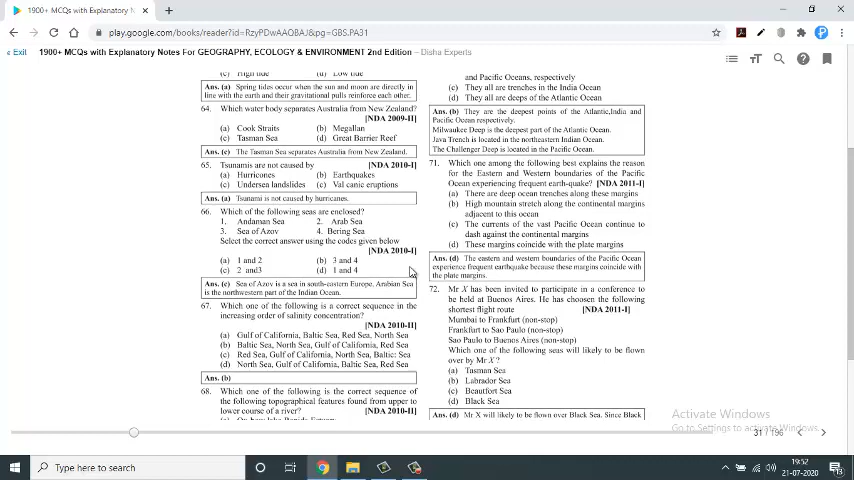 1900+ MCQs with Explanatory N
play.google.com/books/reader?id=RzyPDwAAQBAJ&pg=GBS.PA31
« Exit 1900+ MCQs with Explanatory Notes For GEOGRAPHY, ECOLOGY & ENVIRONMENT 2nd Edition - Disha Experts
(c) High tide (d) Low tide
Ans. (a) Spring tides occur when the sun and moon are directly in
line with the earth and their gravitational pulls reinforce each other.
64. Which water body separates Australia from New Zealand?
[NDA 2009-II]
(a) Cook Straits (b) Megallan
(c) Tasman Sea (d) Great Barrier Reef
Ans. (c) The Tasman Sea separates Australia from New Zealand.
65. Tsunamis are not caused by [NDA 2010-I]
(a) Hurricones (b) Earthquakes
(c) Undersea landslides (c) Val canic eruptions
Ans. (a) Tsunami is not caused by hurricanes.
66. Which of the following seas are enclosed?
1. Andaman Sea 2. Arab Sea
3. Sea of Azov 4. Bering Sea
Select the correct answer using the codes given below
[NDA 2010-I]
(a) 1 and 2 (b) 3 and 4
(c) 2 and3 (d) 1 and 4
Ans. (c) Sea of Azov is a sea in south-eastern Europe. Arabian Sea
is the northwestern part of the Indian Ocean.
67. Which one of the following is a correct sequence in the
increasing order of salinity concentration?
[NDA 2010-II]
(a) Gulf of California, Baltic Sea, Red Sea, North Sea
(b) Baltic Sea, North Sea, Gulf of California, Red Sea
(c) Red Sea, Gulf of California, North Sea, Baltic: Sea
(d) North Sea, Gulf of California, Baltic Sea, Red Sea
Ans. (b)
68. Which one of the following is the correct sequence of
the following topographical features found from upper to
lower course of a river? [NDA 2010-II]
and Pacific Oceans, respectively
(c) They all are trenches in the India Ocean
(d) They all are deeps of the Atlantic Ocean
Ans. (b) They are the deepest points of the Atlantic,India and
Pacific Ocean respectively.
Milwaukee Deep is the deepest part of the Atlantic Ocean.
Java Trench is located in the northeastern Indian Ocean.
The Challenger Deep is located in the Pacific Ocean.
71. Which one among the following best explains the reason
for the Eastern and Western boundaries of the Pacific
Ocean experiencing frequent earth-quake? [NDA 2011-I]
(a) There are deep ocean trenches along these margins
(b) High mountain stretch along the continental margins
adjacent to this ocean
(c) The currents of the vast Pacific Ocean continue to
dash against the continental margins
(d) These margins coincide with the plate margins
Ans. (d) The eastern and western boundaries of the Pacific Ocean
experience frequent earthquake because these margins coincide with
the plate margins.
72. Mr X has been invited to participate in a conference to
be held at Buenos Aires. He has choosen the following
shortest flight route [NDA 2011-I]
Mumbai to Frankfurt (non-stop)
Frankfurt to Sao Paulo (non-stop)
Sao Paulo to Buenos Aires (non-stop)
Which one of the following seas will likely to be flown
over by Mr X ?
(a) Tasman Sea
(b) Labrador Sea
(c) Beautfort Sea
(d) Black Sea
Ans. (d) Mr X will likely to be flown over Black Sea. Since Black
Activate Windows
Go to Settings to activate Windows.
31 / 196
Type here to search
19:52
21-07-2020